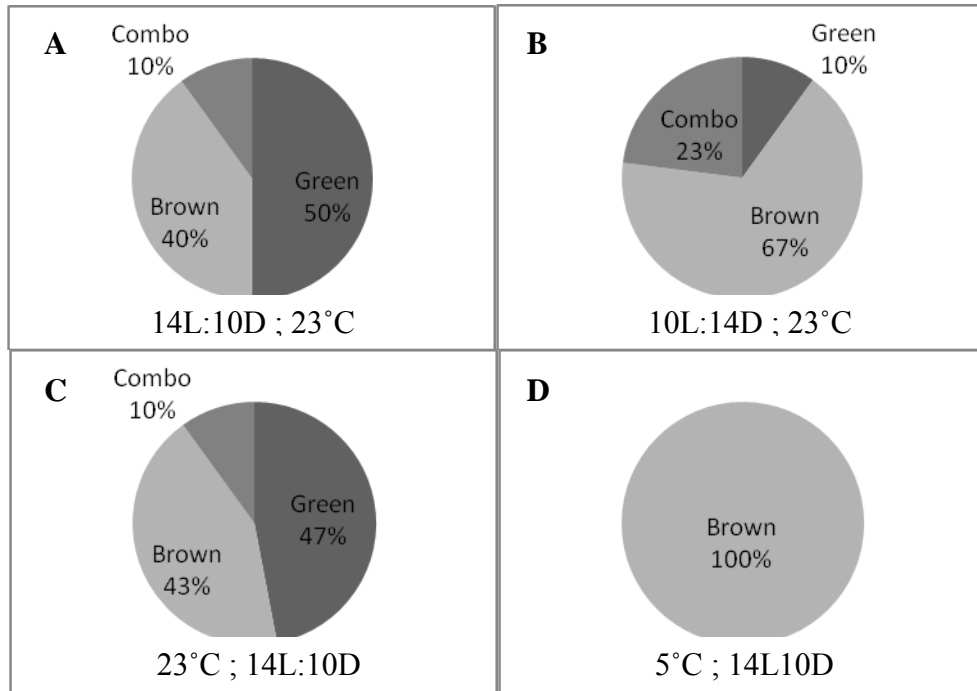 A
Combo
10%
Green
50%
Brown
40%
14L:10D ; 23˚C
B
Green
10%
Combo
23%
Brown
67%
10L:14D ; 23˚C
C
Combo
10%
Green
47%
Brown
43%
23˚C ; 14L:10D
D
Brown
100%
5˚C ; 14L10D